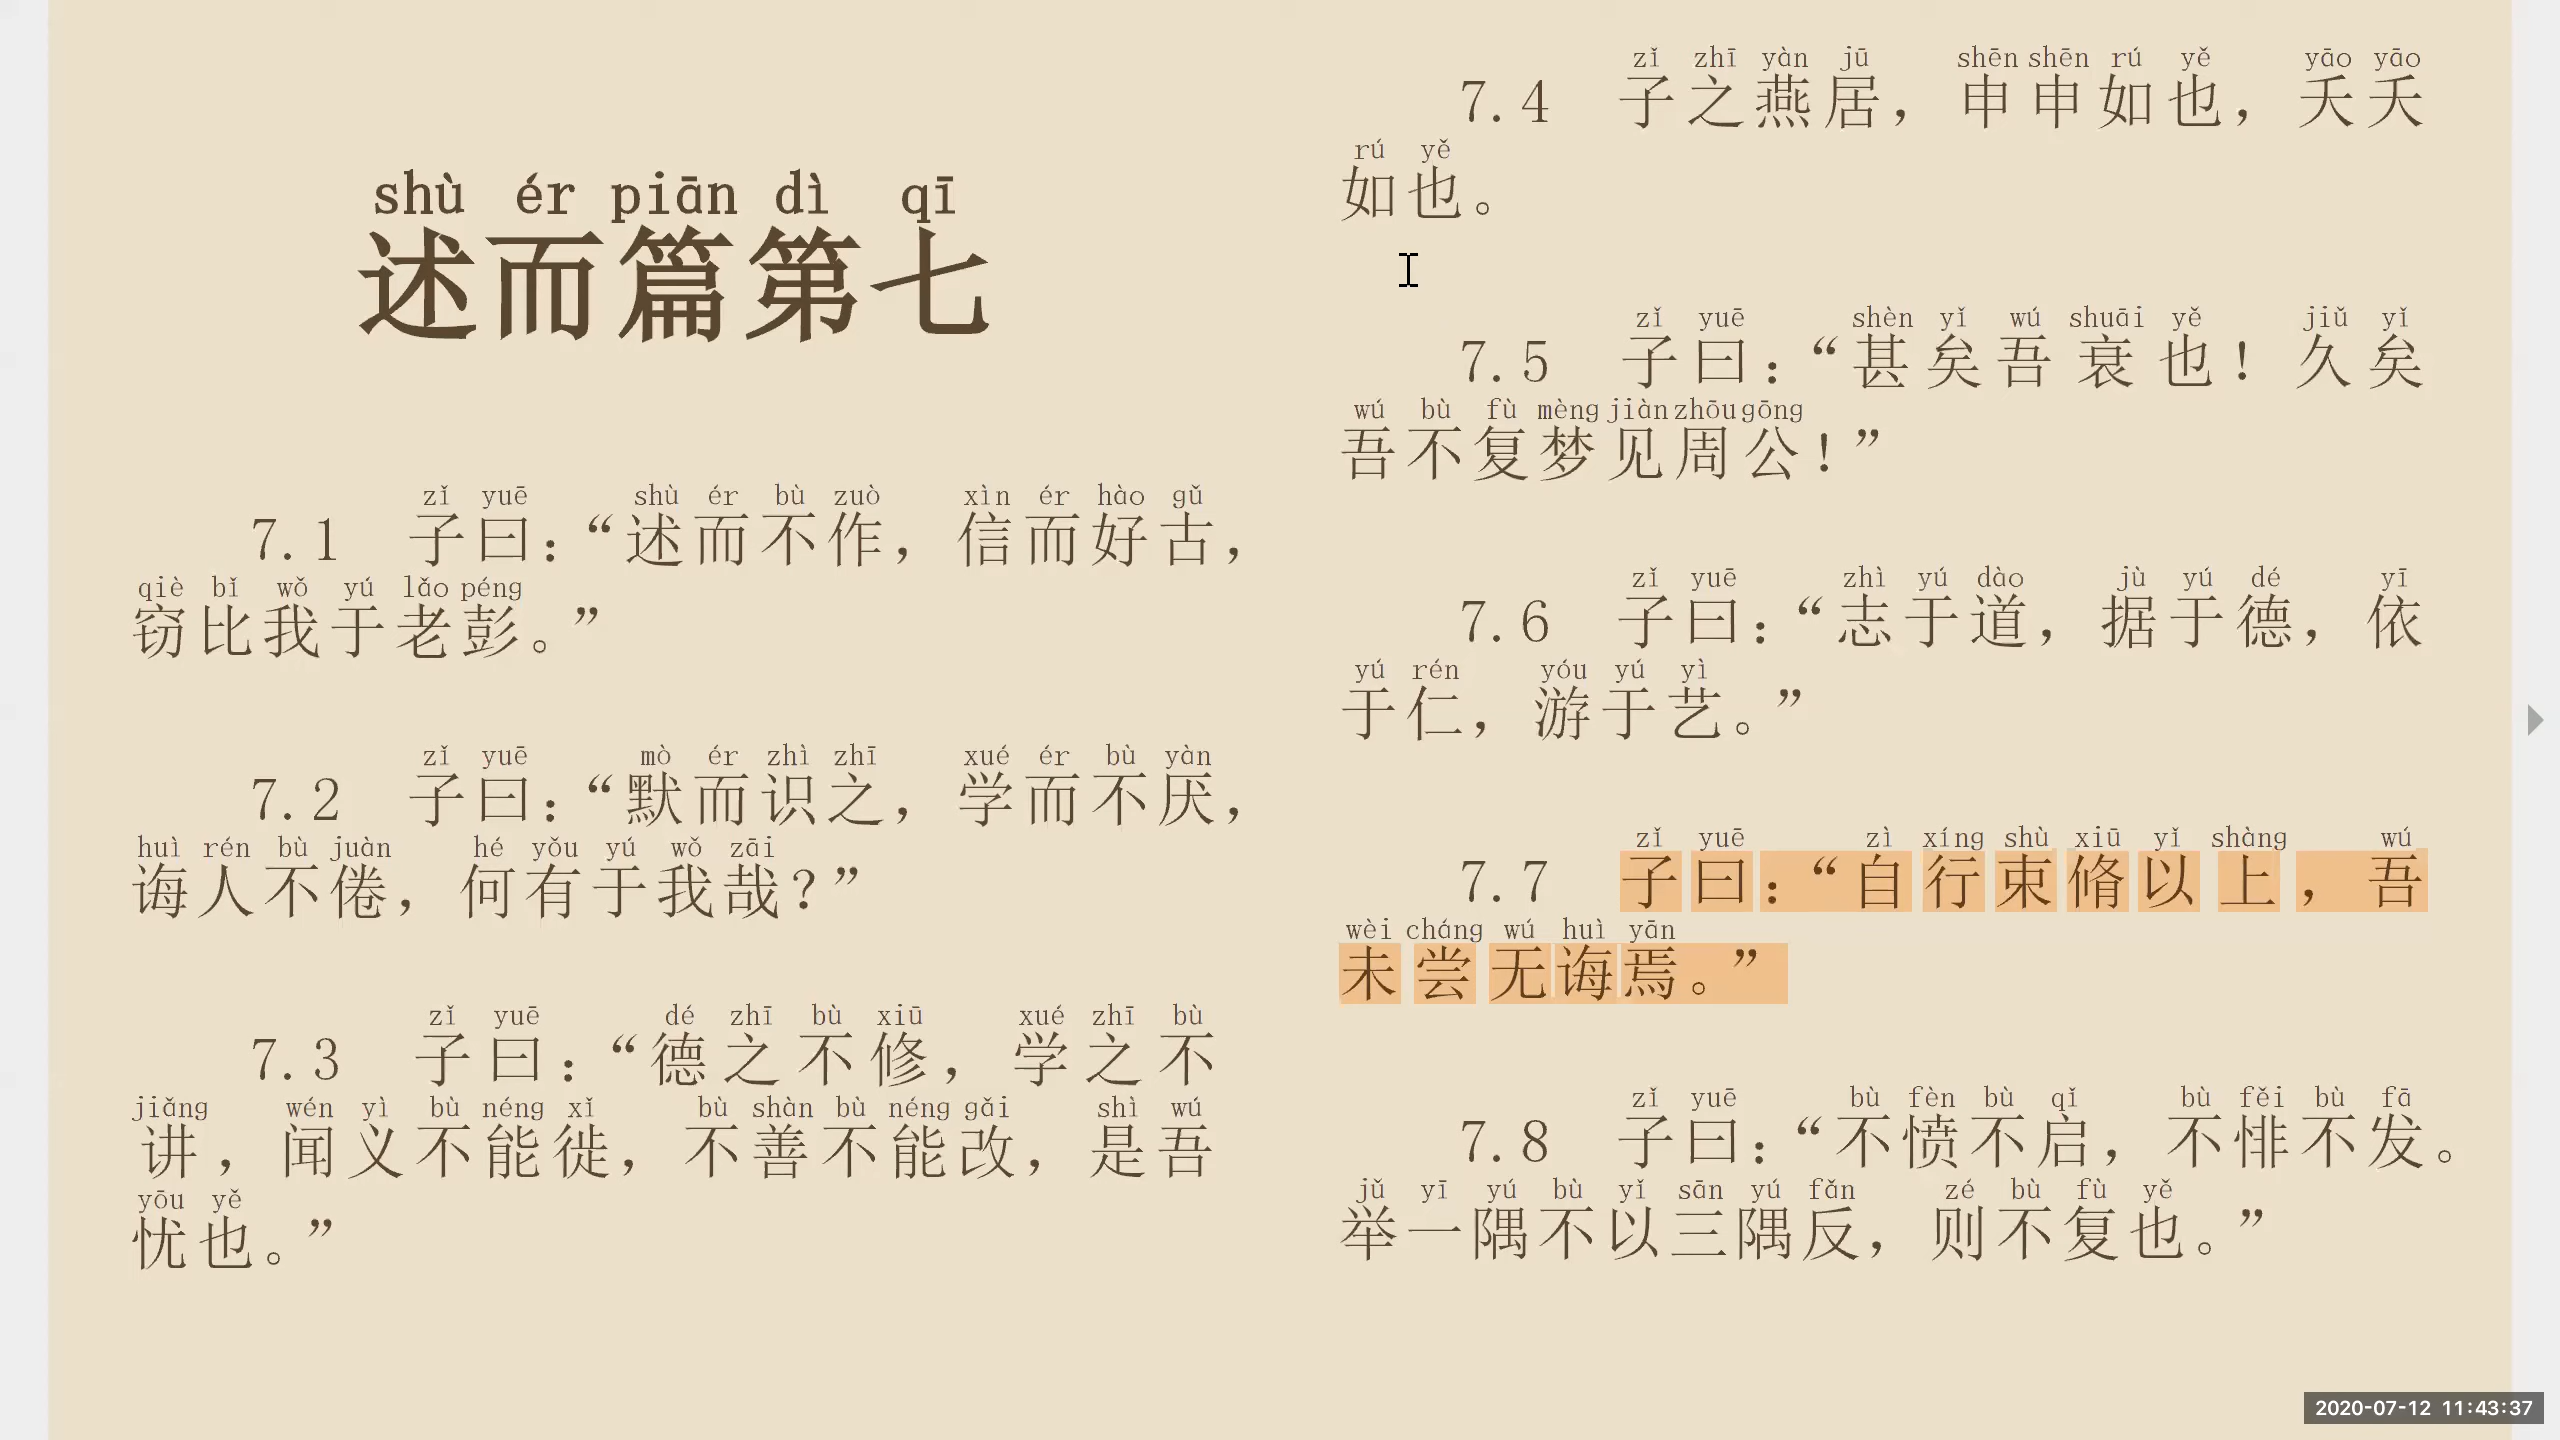 shù ér piān dì qī
述而篇第七
zǐ yuē shù ér bù zuò xìn ér hào gǔ
7.1 子曰：“述而不作，信而好古，
qiè bǐ wǒ yú lǎo péng
窃比我于老彭。”
zǐ yuē mò ér zhì zhī xué ér bù yàn
7.2 子曰：“默而识之，学而不厌，
huì rén bù juàn hé yǒu yú wǒ zāi
诲人不倦，何有于我哉？”
zǐ yuē dé zhī bù xiū xué zhī bù
7.3 子曰：“德之不修，学之不
jiǎng wén yì bù néng xǐ bù shàn bù néng gǎi shì wú
讲，闻义不能徙，不善不能改，是吾
yōu yě
忧也。”
zǐ zhī yàn jū shēn shēn rú yě yāo yāo
7.4 子之燕居，申申如也，夭夭
rú yě
如也。
zǐ yuē shèn yǐ wú shuāi yě jiǔ yǐ
7.5 子曰：“甚矣吾衰也！久矣
wú bù fù mèng jiàn zhōu gōng
吾不复梦见周公！”
zǐ yuē zhì yú dào jù yú dé yī
7.6 子曰：“志于道，据于德，依
yú rén yóu yú yì
于仁，游于艺。”
zǐ yuē zì xíng shù xiū yǐ shàng wú
7.7 子曰：“自行束脩以上，吾
wèi cháng wú huì yān
未尝无诲焉。”
zǐ yuē bù fèn bù qǐ bù fěi bù fā
7.8 子曰：“不愤不启，不悱不发。
jǔ yī yú bù yǐ sān yú fǎn zé bù fù yě
举一隅不以三隅反，则不复也。”
2020-07-12 11:43:37